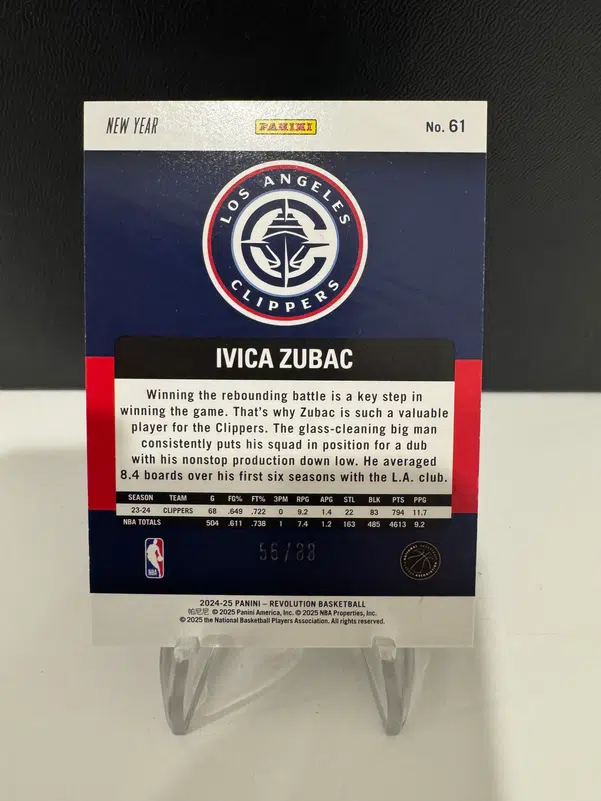 NEW YEAR
PANINI
No. 61
LOS ANGELES
CLIPPERS
IVICA ZUBAC
Winning the rebounding battle is a key step in
winning the game. That's why Zubac is such a valuable
player for the Clippers. The glass-cleaning big man
consistently puts his squad in position for a dub
with his nonstop production down low. He averaged
8.4 boards over his first six seasons with the L.A. club.
SEASON TEAM G FG% FT% 3PM RPG APG STL BLK PTS PPG
23-24 CLIPPERS 68 .649 .722 0 9.2 1.4 22 83 794 11.7
NBA TOTALS 504 .611 .738 1 7.4 1.2 163 485 4613 9.2
NBA
2024-25 PANINI – REVOLUTION BASKETBALL
帕尼尼 © 2025 Panini America, Inc. © 2025 NBA Properties, Inc.
© 2025 the National Basketball Players Association. All rights reserved.